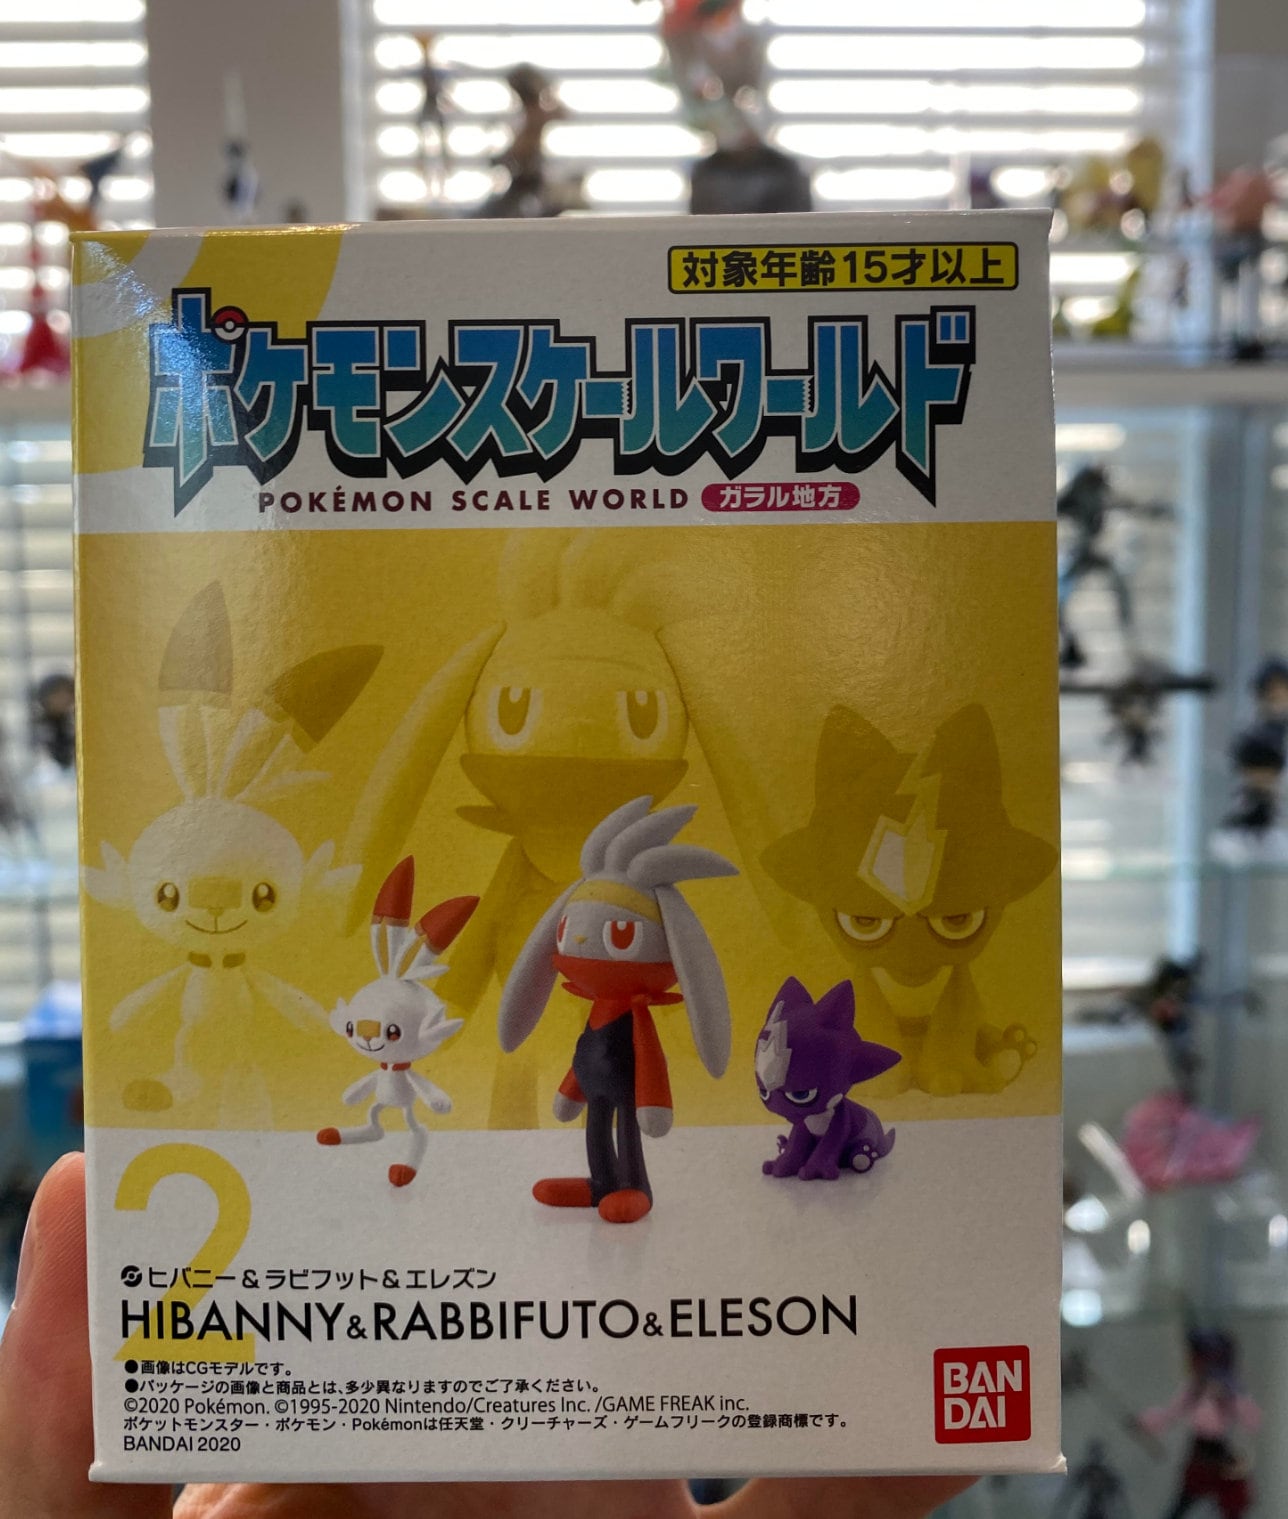 対象年齢15才以上
ポケモンスケールワールド
POKÉMON SCALE WORLD ガラル地方
2
ヒバニー&ラビフット&エレズン
HIBANNY&RABBIFUTO&ELESON
●画像はCGモデルです。
●パッケージの画像と商品とは、多少異なりますのでご了承ください。
©2020 Pokémon. ©1995-2020 Nintendo/Creatures Inc. /GAME FREAK inc.
ポケットモンスター・ポケモン・Pokémonは任天堂・クリーチャーズ・ゲームフリークの登録商標です。
BANDAI 2020
BAN
DAI